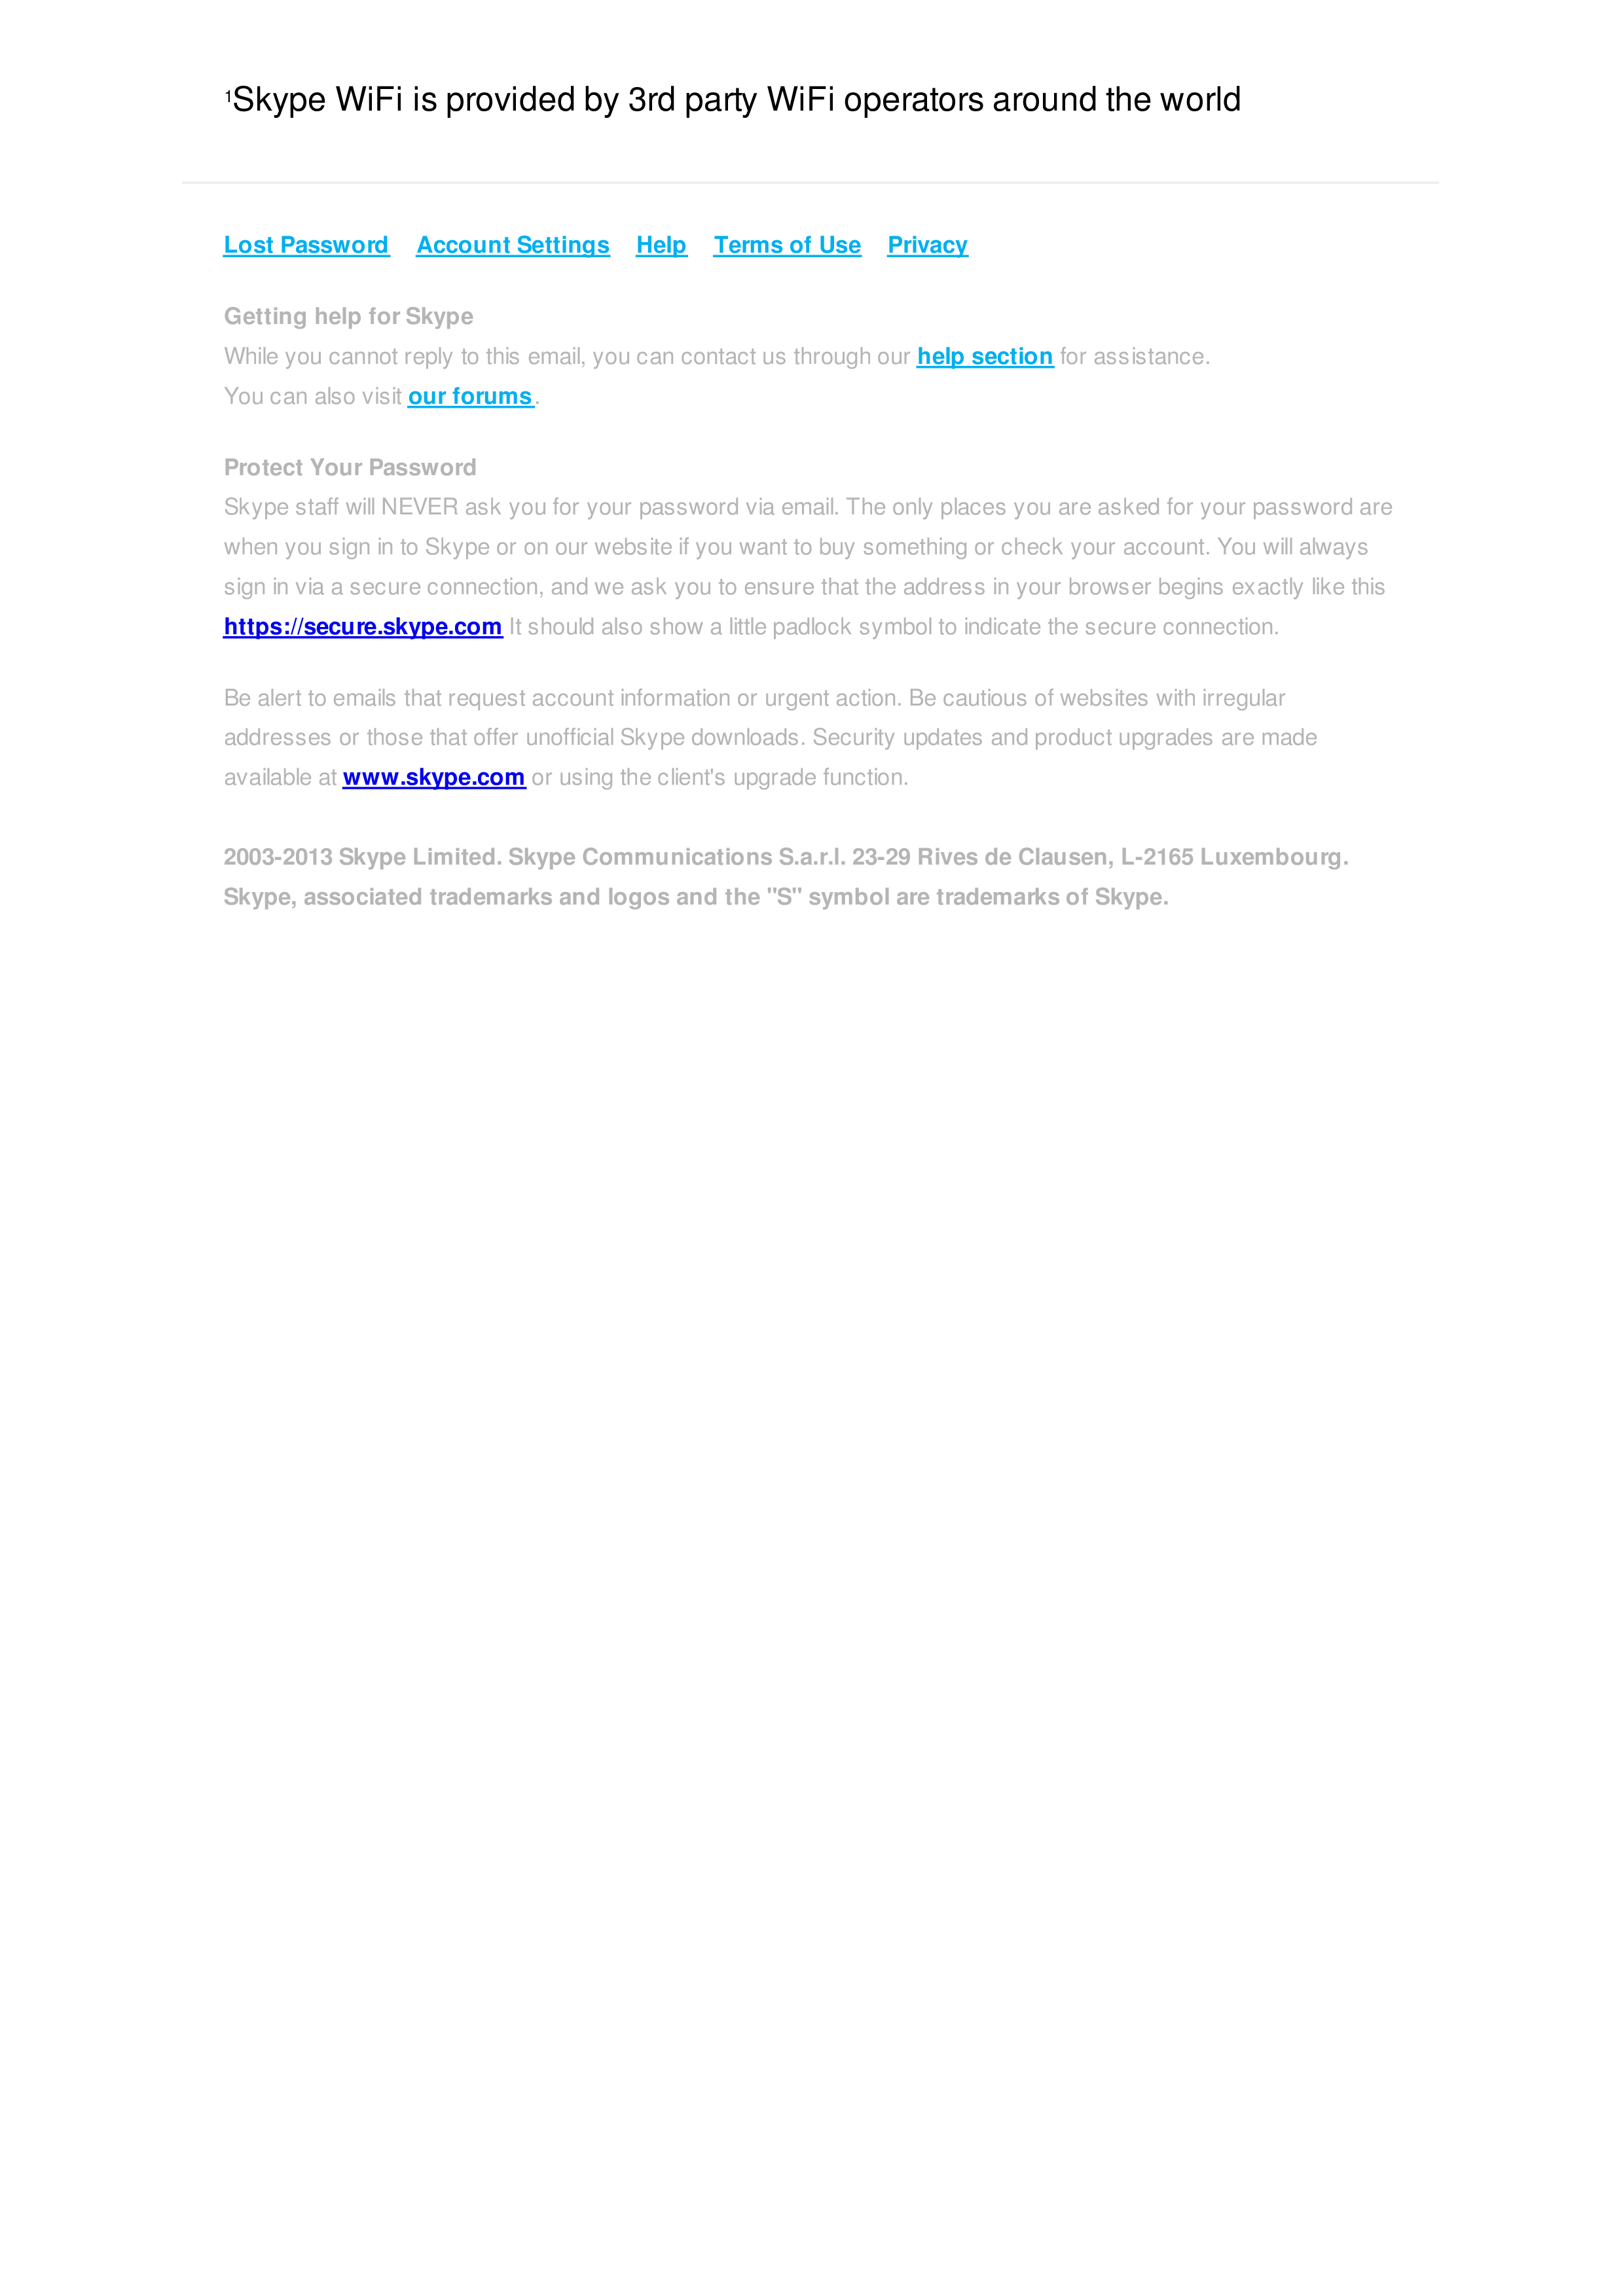 ¹Skype WiFi is provided by 3rd party WiFi operators around the world
Lost Password Account Settings Help Terms of Use Privacy
Getting help for Skype
While you cannot reply to this email, you can contact us through our help section for assistance.
You can also visit our forums.
Protect Your Password
Skype staff will NEVER ask you for your password via email. The only places you are asked for your password are
when you sign in to Skype or on our website if you want to buy something or check your account. You will always
sign in via a secure connection, and we ask you to ensure that the address in your browser begins exactly like this
https://secure.skype.com It should also show a little padlock symbol to indicate the secure connection.
Be alert to emails that request account information or urgent action. Be cautious of websites with irregular
addresses or those that offer unofficial Skype downloads. Security updates and product upgrades are made
available at www.skype.com or using the client's upgrade function.
2003-2013 Skype Limited. Skype Communications S.a.r.l. 23-29 Rives de Clausen, L-2165 Luxembourg.
Skype, associated trademarks and logos and the "S" symbol are trademarks of Skype.